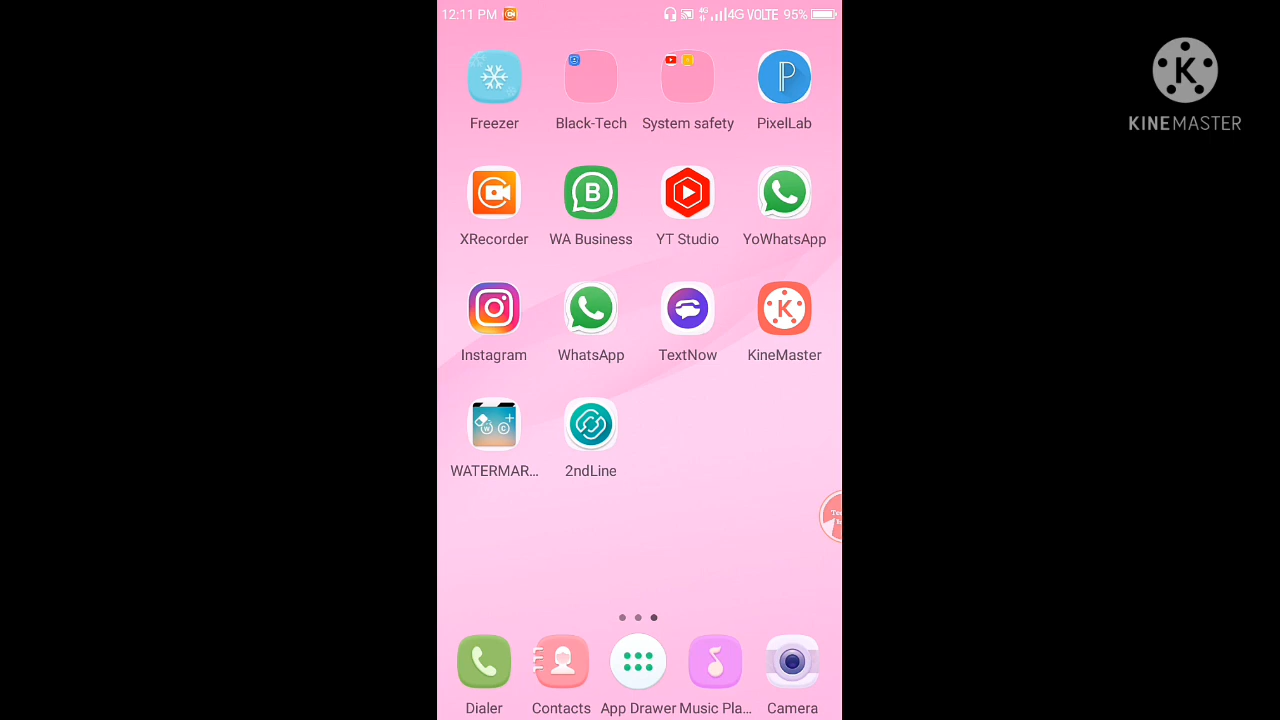 12:11 PM 4G 4G VOLTE 95%
KINEMASTER
Freezer Black-Tech System safety PixelLab
XRecorder WA Business YT Studio YoWhatsApp
Instagram WhatsApp TextNow KineMaster
WATERMAR... 2ndLine
Dialer Contacts App Drawer Music Pla... Camera